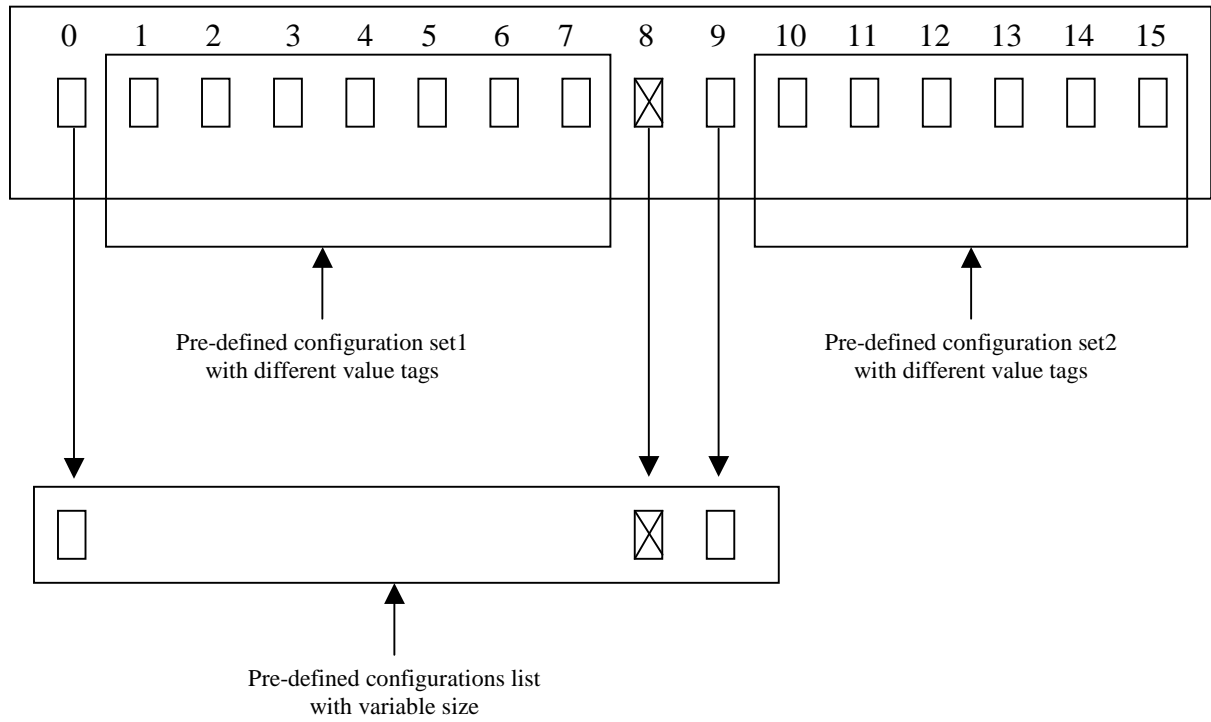 0 1 2 3 4 5 6 7 8 9 10 11 12 13 14 15
Pre-defined configuration set1
with different value tags
Pre-defined configuration set2
with different value tags
Pre-defined configurations list
with variable size